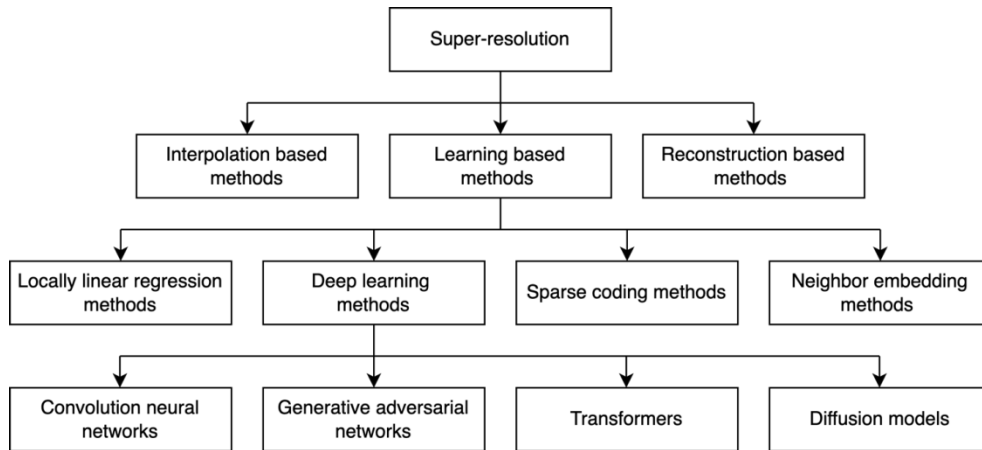 Super-resolution
Interpolation based
methods
Learning based
methods
Reconstruction based
methods
Locally linear regression
methods
Deep learning
methods
Sparse coding methods
Neighbor embedding
methods
Convolution neural
networks
Generative adversarial
networks
Transformers
Diffusion models